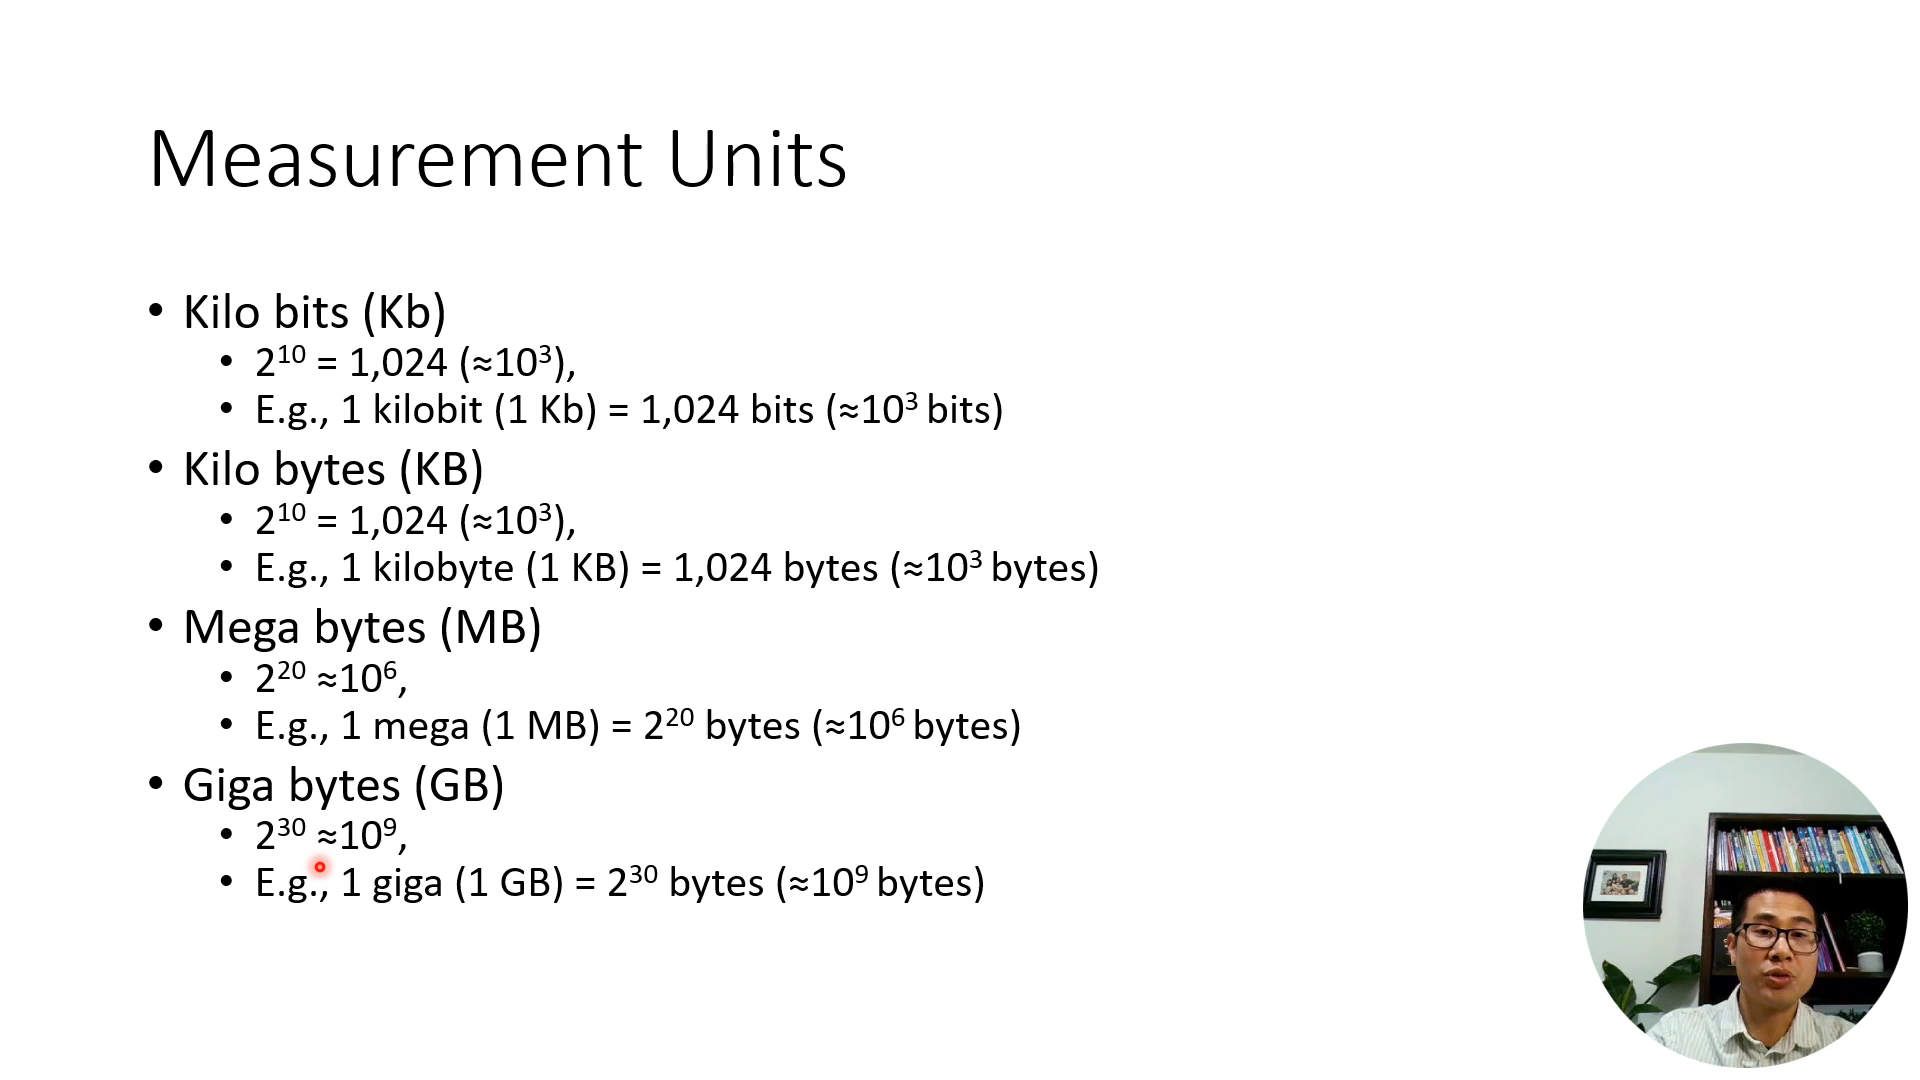 Measurement Units
• Kilo bits (Kb)
• 2¹⁰ = 1,024 (≈10³),
• E.g., 1 kilobit (1 Kb) = 1,024 bits (≈10³ bits)
• Kilo bytes (KB)
• 2¹⁰ = 1,024 (≈10³),
• E.g., 1 kilobyte (1 KB) = 1,024 bytes (≈10³ bytes)
• Mega bytes (MB)
• 2²⁰ ≈10⁶,
• E.g., 1 mega (1 MB) = 2²⁰ bytes (≈10⁶ bytes)
• Giga bytes (GB)
• 2³⁰ ≈10⁹,
• E.g., 1 giga (1 GB) = 2³⁰ bytes (≈10⁹ bytes)